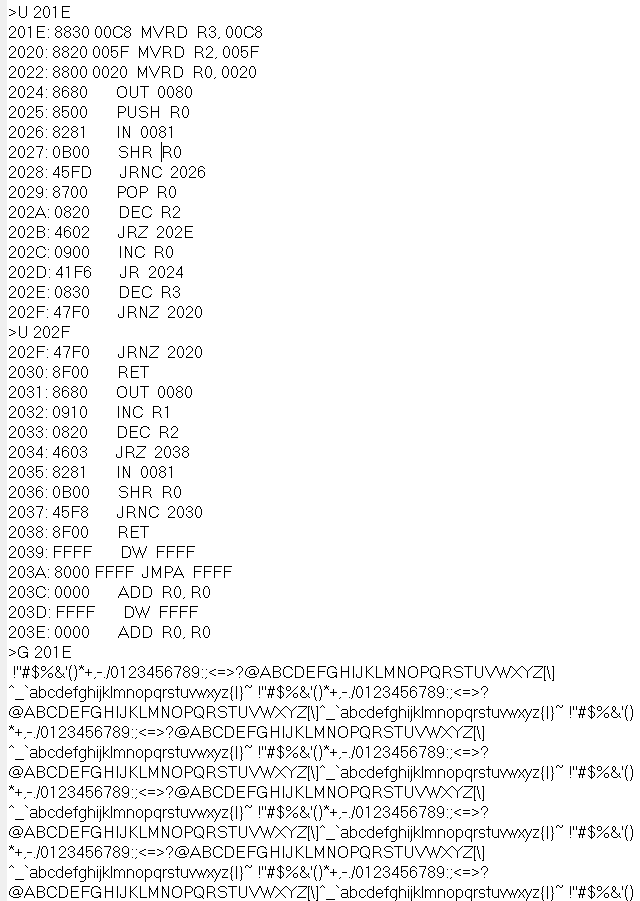 >U 201E
201E: 8830 00C8 MVRD R3, 00C8
2020: 8820 005F MVRD R2, 005F
2022: 8800 0020 MVRD R0, 0020
2024: 8680 OUT 0080
2025: 8500 PUSH R0
2026: 8281 IN 0081
2027: 0B00 SHR R0
2028: 45FD JRNC 2026
2029: 8700 POP R0
202A: 0820 DEC R2
202B: 4602 JRZ 202E
202C: 0900 INC R0
202D: 41F6 JR 2024
202E: 0830 DEC R3
202F: 47F0 JRNZ 2020
>U 202F
202F: 47F0 JRNZ 2020
2030: 8F00 RET
2031: 8680 OUT 0080
2032: 0910 INC R1
2033: 0820 DEC R2
2034: 4603 JRZ 2038
2035: 8281 IN 0081
2036: 0B00 SHR R0
2037: 45F8 JRNC 2030
2038: 8F00 RET
2039: FFFF DW FFFF
203A: 8000 FFFF JMPA FFFF
203C: 0000 ADD R0, R0
203D: FFFF DW FFFF
203E: 0000 ADD R0, R0
>G 201E
!"#$%&'()*+,-./0123456789:;<=>?@ABCDEFGHIJKLMNOPQRSTUVWXYZ[\]
^_`abcdefghijklmnopqrstuvwxyz{|}~ !"#$%&'()*+,-./0123456789:;<=>?
@ABCDEFGHIJKLMNOPQRSTUVWXYZ[\]^_`abcdefghijklmnopqrstuvwxyz{|}~ !"#$%&'()
*+,-./0123456789:;<=>?@ABCDEFGHIJKLMNOPQRSTUVWXYZ[\]
^_`abcdefghijklmnopqrstuvwxyz{|}~ !"#$%&'()*+,-./0123456789:;<=>?
@ABCDEFGHIJKLMNOPQRSTUVWXYZ[\]^_`abcdefghijklmnopqrstuvwxyz{|}~ !"#$%&'()
*+,-./0123456789:;<=>?@ABCDEFGHIJKLMNOPQRSTUVWXYZ[\]
^_`abcdefghijklmnopqrstuvwxyz{|}~ !"#$%&'()*+,-./0123456789:;<=>?
@ABCDEFGHIJKLMNOPQRSTUVWXYZ[\]^_`abcdefghijklmnopqrstuvwxyz{|}~ !"#$%&'()
*+,-./0123456789:;<=>?@ABCDEFGHIJKLMNOPQRSTUVWXYZ[\]
^_`abcdefghijklmnopqrstuvwxyz{|}~ !"#$%&'()*+,-./0123456789:;<=>?
@ABCDEFGHIJKLMNOPQRSTUVWXYZ[\]^_`abcdefghijklmnopqrstuvwxyz{|}~ !"#$%&'()